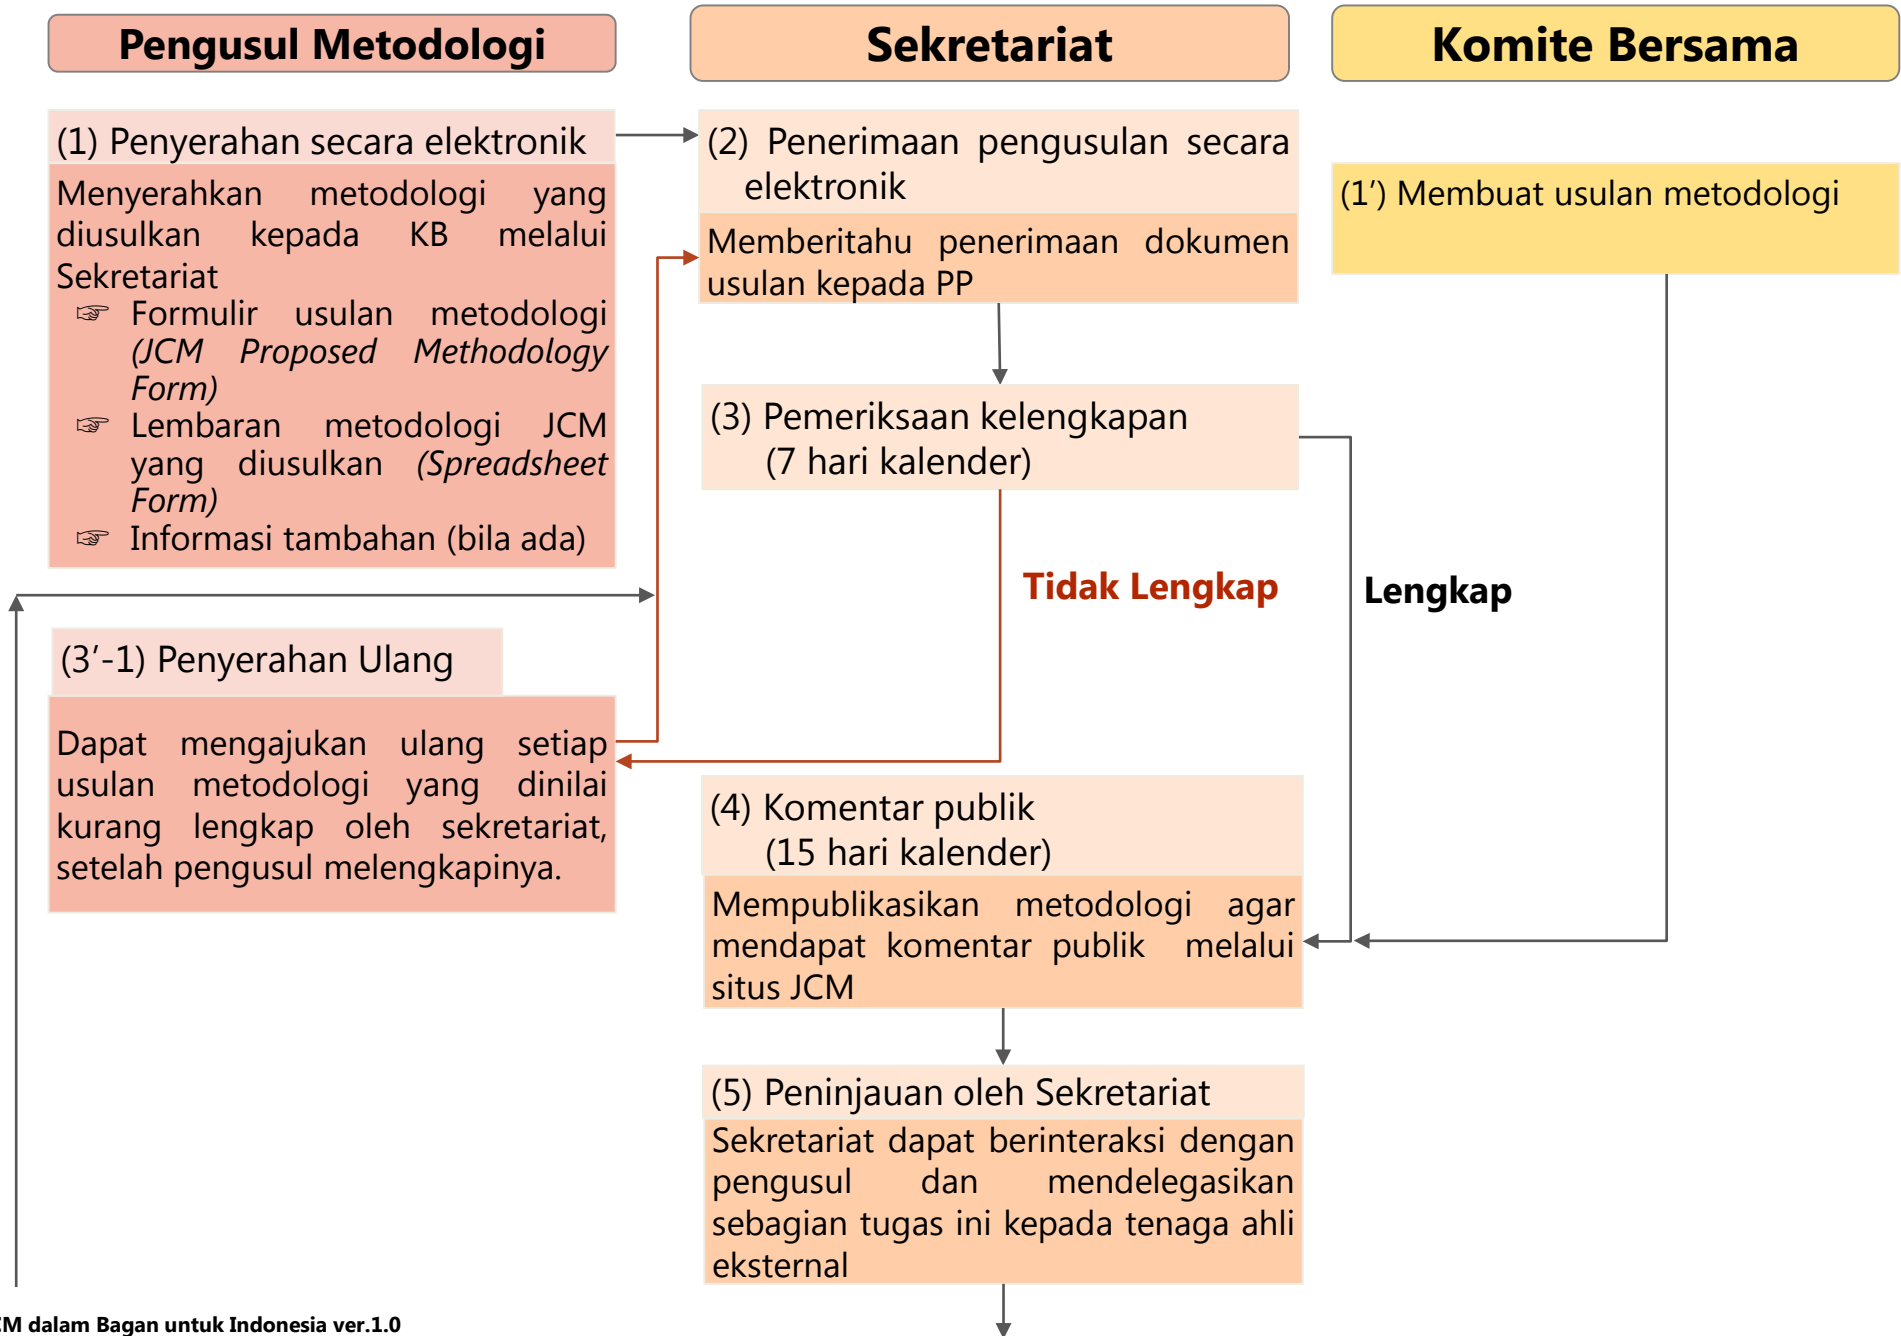 Pengusul Metodologi
Sekretariat
Komite Bersama
(1) Penyerahan secara elektronik
Menyerahkan metodologi yang
diusulkan kepada KB melalui
Sekretariat
☞ Formulir usulan metodologi
(JCM Proposed Methodology
Form)
☞ Lembaran metodologi JCM
yang diusulkan (Spreadsheet
Form)
☞ Informasi tambahan (bila ada)
(2) Penerimaan pengusulan secara
elektronik
Memberitahu penerimaan dokumen
usulan kepada PP
(1′) Membuat usulan metodologi
(3) Pemeriksaan kelengkapan
(7 hari kalender)
Tidak Lengkap
Lengkap
(3′-1) Penyerahan Ulang
Dapat mengajukan ulang setiap
usulan metodologi yang dinilai
kurang lengkap oleh sekretariat,
setelah pengusul melengkapinya.
(4) Komentar publik
(15 hari kalender)
Mempublikasikan metodologi agar
mendapat komentar publik melalui
situs JCM
(5) Peninjauan oleh Sekretariat
Sekretariat dapat berinteraksi dengan
pengusul dan mendelegasikan
sebagian tugas ini kepada tenaga ahli
eksternal
dalam Bagan untuk Indonesia ver.1.0